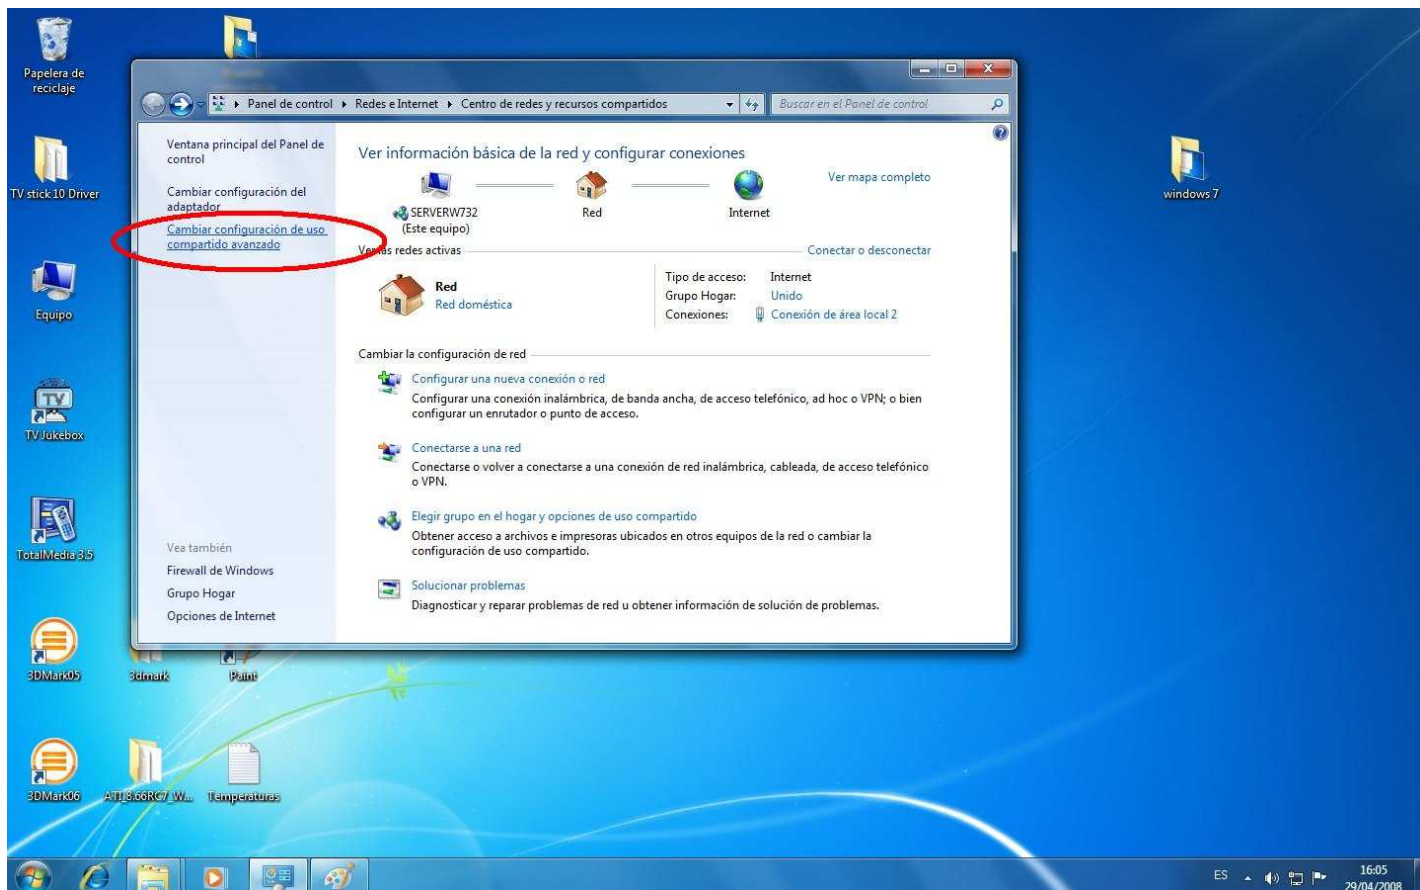 Papelera de
reciclaje
TV stick 10 Driver
Equipo
TV
TV Jukebox
TotalMedia 3.5
3DMark05
3dmark
Paint
3DMark06
ATI_8.66RC7_W...
Temperaturas
windows 7
Panel de control
Redes e Internet
Centro de redes y recursos compartidos
Buscar en el Panel de control
Ventana principal del Panel de
control
Cambiar configuración del
adaptador
Cambiar configuración de uso
compartido avanzado
Vea también
Firewall de Windows
Grupo Hogar
Opciones de Internet
Ver información básica de la red y configurar conexiones
Ver mapa completo
SERVERW732
(Este equipo)
Red
Internet
redes activas
Conectar o desconectar
Red
Red doméstica
Tipo de acceso: Internet
Grupo Hogar: Unido
Conexiones: Conexión de área local 2
Cambiar la configuración de red
Configurar una nueva conexión o red
Configurar una conexión inalámbrica, de banda ancha, de acceso telefónico, ad hoc o VPN; o bien
configurar un enrutador o punto de acceso.
Conectarse a una red
Conectarse o volver a conectarse a una conexión de red inalámbrica, cableada, de acceso telefónico
o VPN.
Elegir grupo en el hogar y opciones de uso compartido
Obtener acceso a archivos e impresoras ubicados en otros equipos de la red o cambiar la
configuración de uso compartido.
Solucionar problemas
Diagnosticar y reparar problemas de red u obtener información de solución de problemas.
ES
16:05
29/04/2008